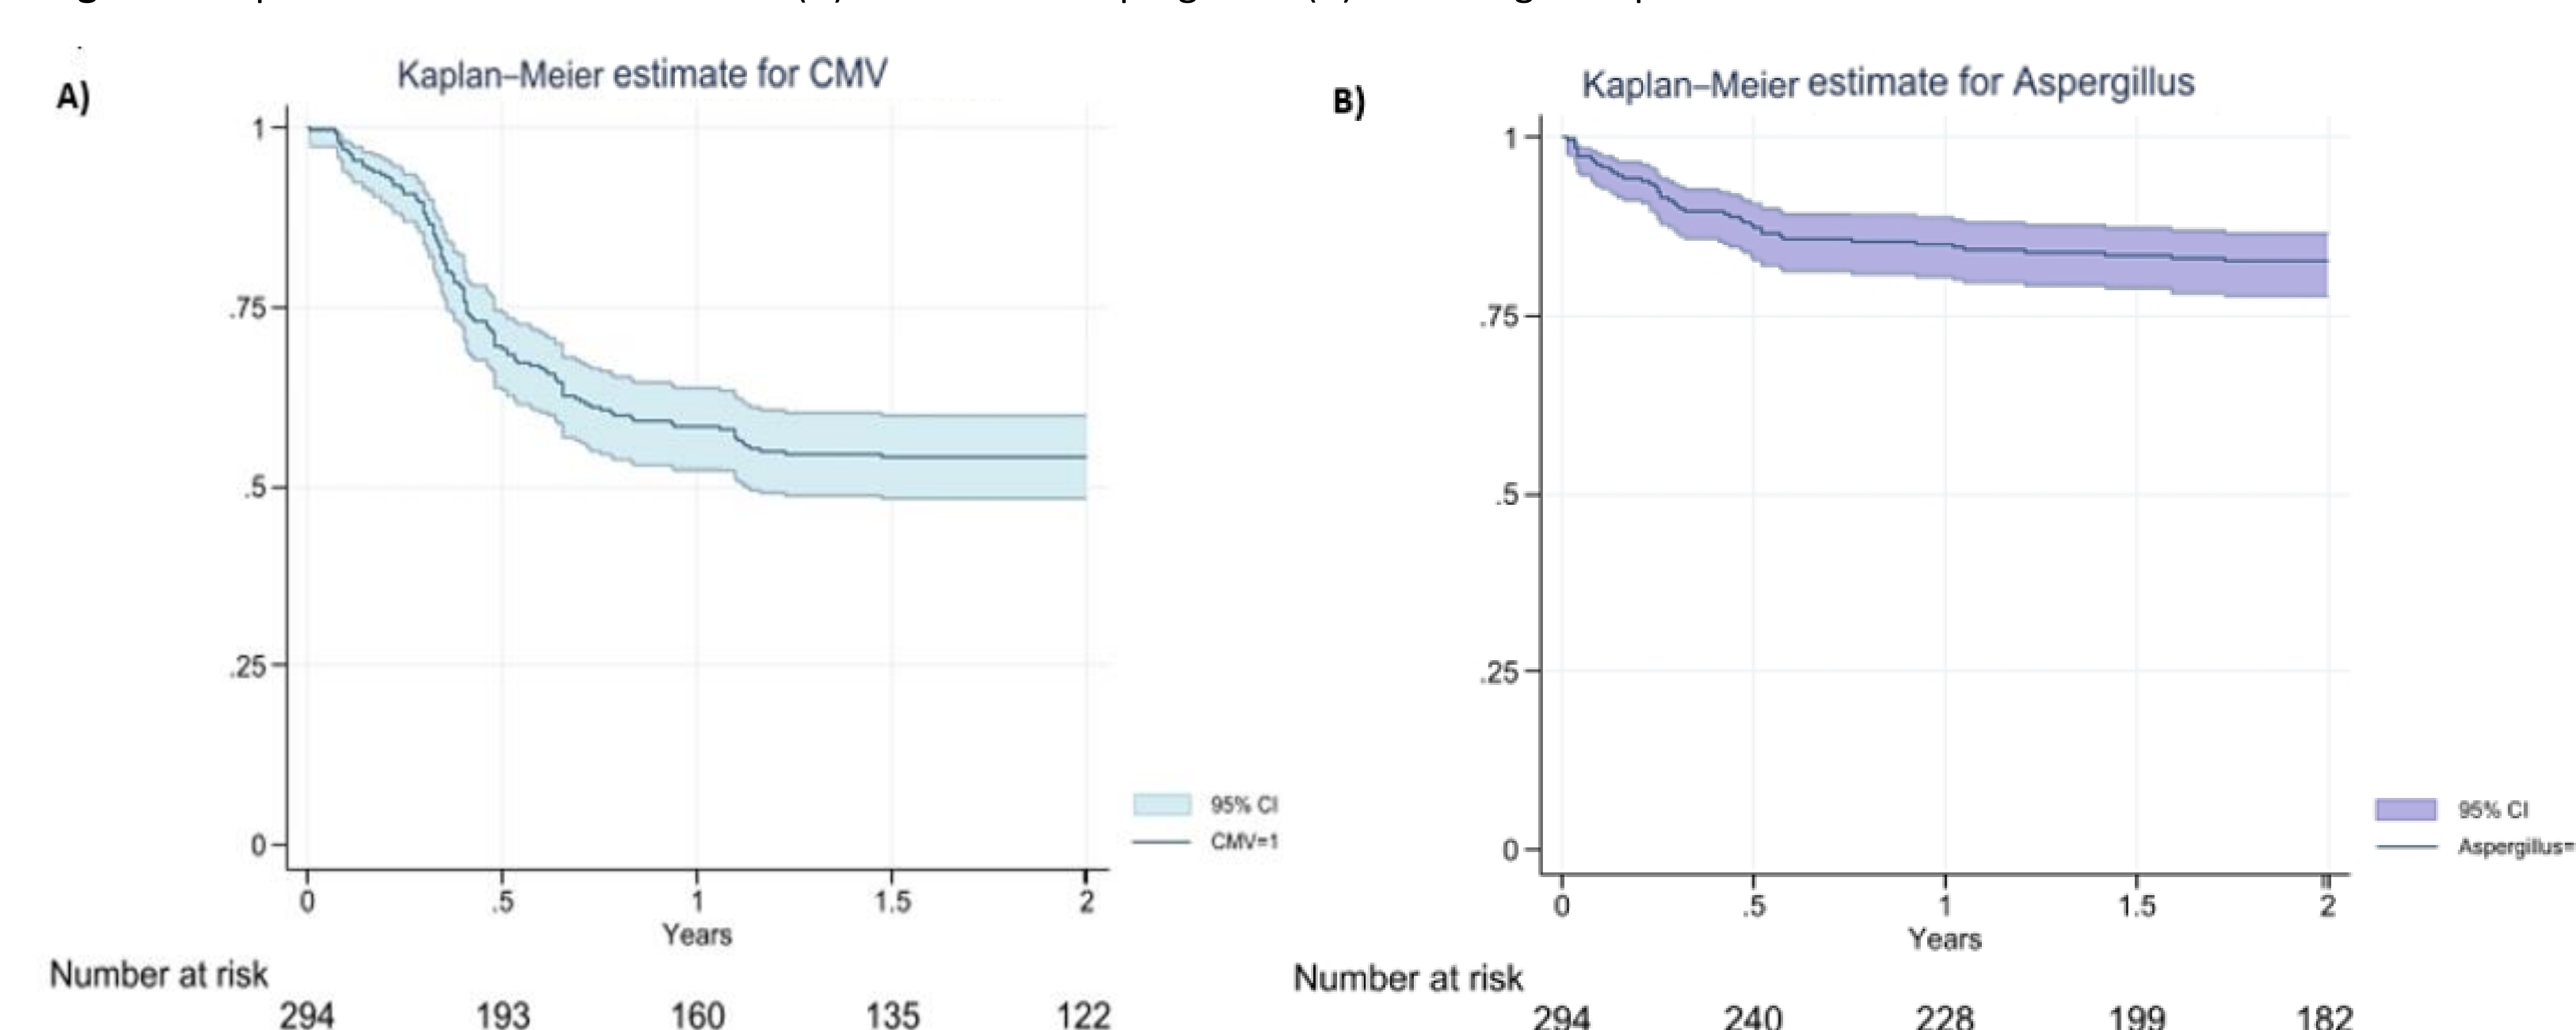 A)
Kaplan–Meier estimate for CMV
1
.75
.5
.25
0
0 .5 1 1.5 2
Years
95% CI
CMV=1
Number at risk
294 193 160 135 122
B)
Kaplan–Meier estimate for Aspergillus
1
.75
.5
.25
0
0 .5 1 1.5 2
Years
95% CI
Aspergillus=
Number at risk
294 240 228 199 182